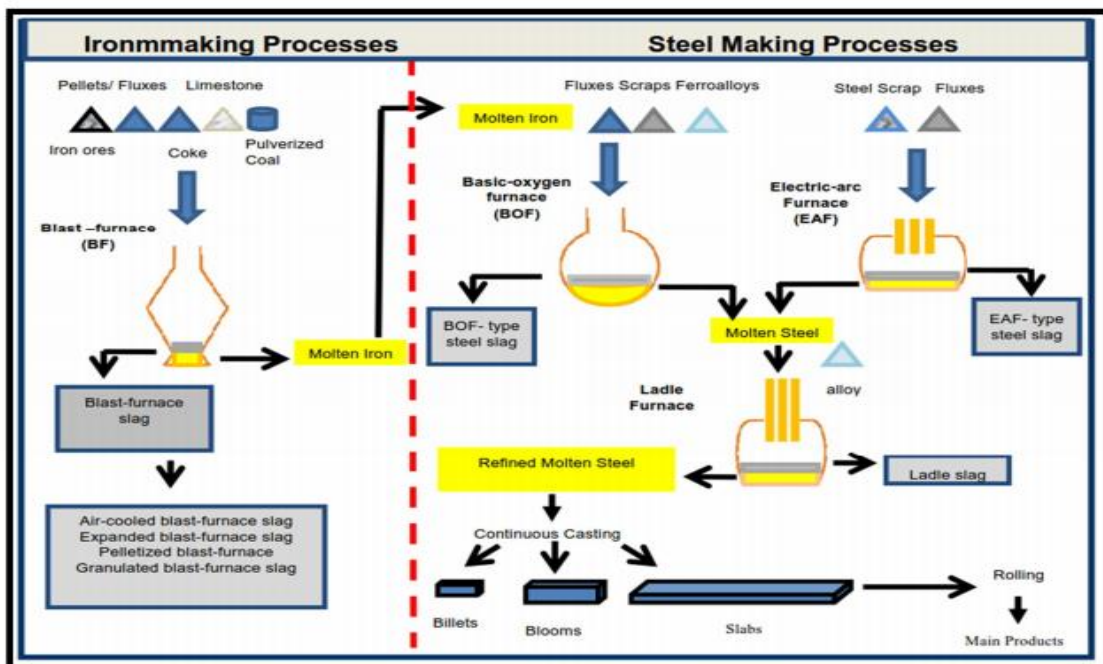 Ironmmaking Processes
Steel Making Processes
Pellets/ Fluxes
Limestone
Iron ores
Coke
Pulverized
Coal
Blast –furnace
(BF)
Molten Iron
Blast-furnace
slag
Air-cooled blast-furnace slag
Expanded blast-furnace slag
Pelletized blast-furnace
Granulated blast-furnace slag
Molten Iron
Fluxes Scraps Ferroalloys
Steel Scrap
Fluxes
Basic-oxygen
furnace
(BOF)
Electric-arc
Furnace
(EAF)
BOF- type
steel slag
Molten Steel
EAF- type
steel slag
alloy
Ladle
Furnace
Refined Molten Steel
Ladle slag
Continuous Casting
Billets
Blooms
Slabs
Rolling
Main Products